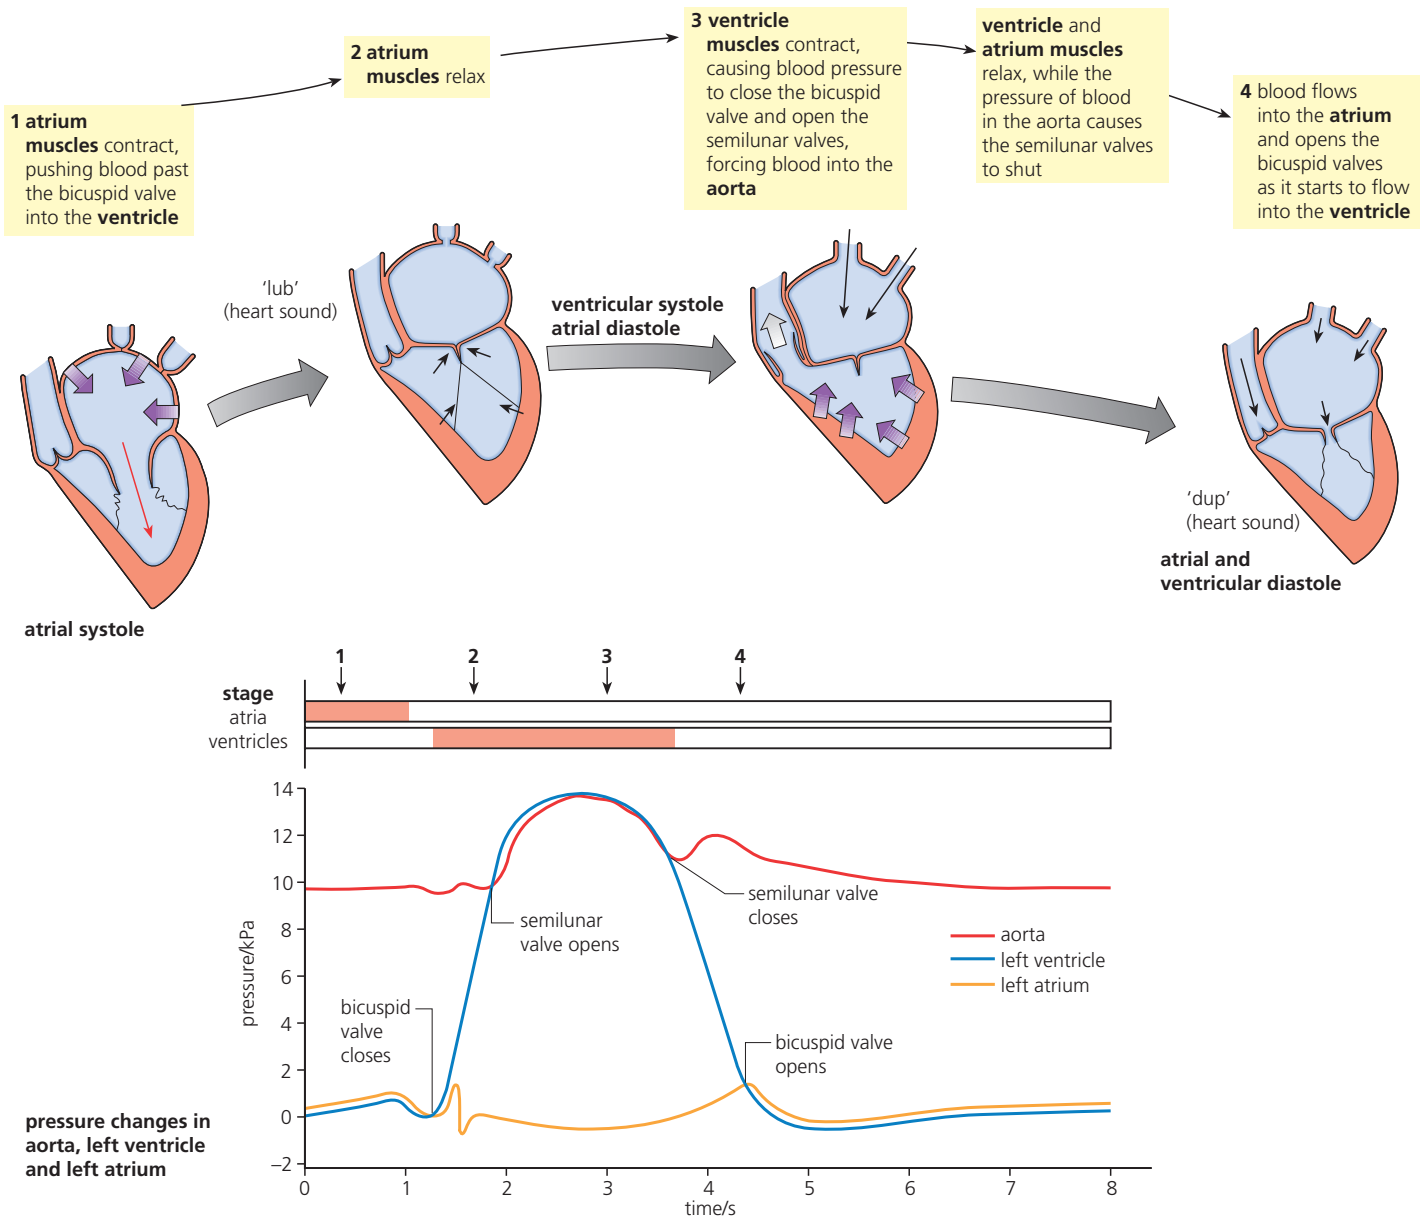 1 atrium
muscles contract,
pushing blood past
the bicuspid valve
into the ventricle
2 atrium
muscles relax
3 ventricle
muscles contract,
causing blood pressure
to close the bicuspid
valve and open the
semilunar valves,
forcing blood into the
aorta
ventricle and
atrium muscles
relax, while the
pressure of blood
in the aorta causes
the semilunar valves
to shut
4 blood flows
into the atrium
and opens the
bicuspid valves
as it starts to flow
into the ventricle
‘lub’
(heart sound)
ventricular systole
atrial diastole
‘dup’
(heart sound)
atrial and
ventricular diastole
atrial systole
1 2 3 4
stage
atria
ventricles
14
12
10
8
6
4
2
0
–2
pressure/kPa
semilunar
valve opens
semilunar valve
closes
aorta
left ventricle
left atrium
bicuspid
valve
closes
bicuspid valve
opens
pressure changes in
aorta, left ventricle
and left atrium
0 1 2 3 4 5 6 7 8
time/s